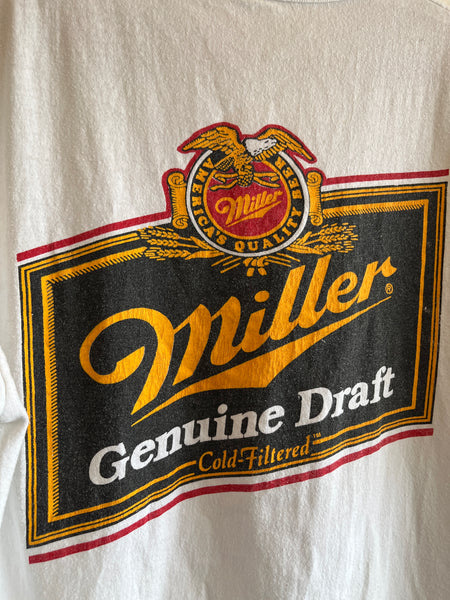 AMERICA'S QUALITY BEER
Miller
Miller®
Genuine Draft
Cold-Filtered™